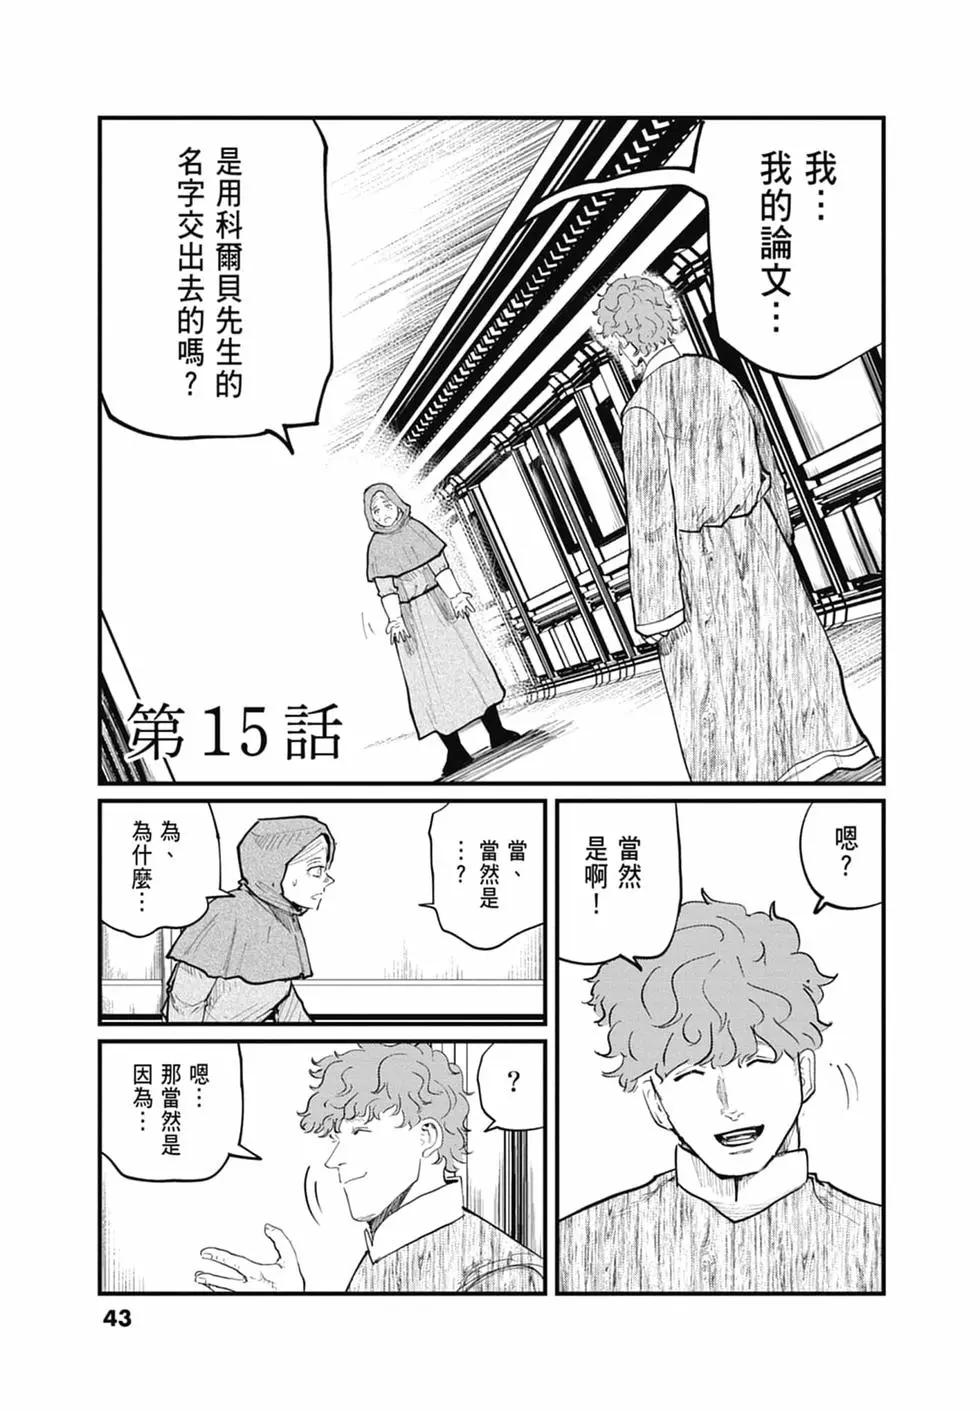 我…
我的論文…
是用科爾貝先生的
名字交出去的嗎？
第15話
嗯？
當然
是啊！
當、
當然是
…？
為、
為什麼…
？
嗯…
那當然是
因為…
43